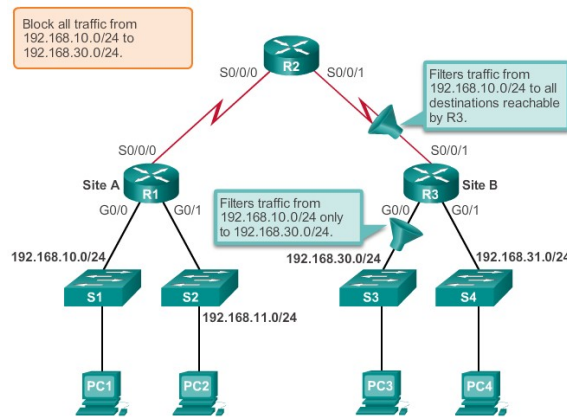 Block all traffic from
192.168.10.0/24 to
192.168.30.0/24.
R2
S0/0/0
S0/0/1
Filters traffic from
192.168.10.0/24 to all
destinations reachable
by R3.
S0/0/0
S0/0/1
Site A
R1
R3
Site B
G0/0
G0/1
Filters traffic from
192.168.10.0/24 only
to 192.168.30.0/24.
G0/0
G0/1
192.168.10.0/24
192.168.30.0/24
192.168.31.0/24
S1
S2
S3
S4
192.168.11.0/24
PC1
PC2
PC3
PC4